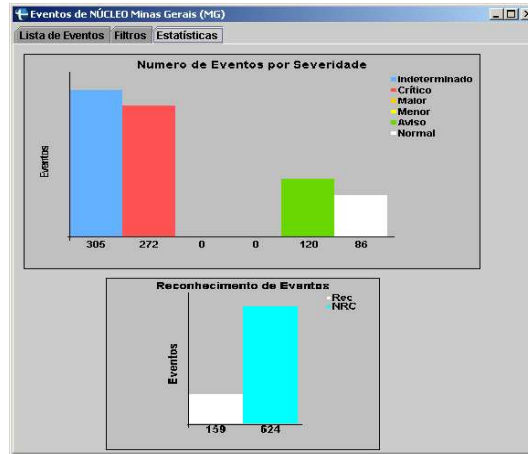 Eventos de NÚCLEO Minas Gerais (MG)
Lista de Eventos Filtros Estatísticas
Numero de Eventos por Severidade
Indeterminado
Crítico
Maior
Menor
Aviso
Normal
Eventos
305 272 0 0 120 86
Reconhecimento de Eventos
Rec
NRC
Eventos
159 624